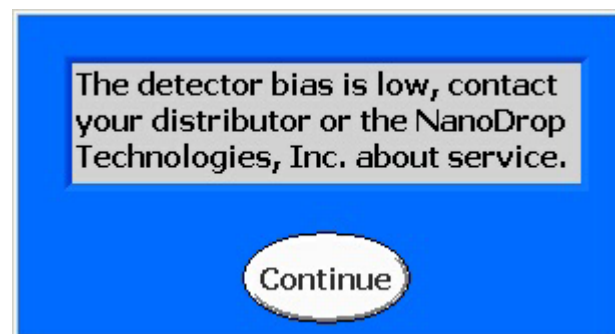 The detector bias is low, contact
your distributor or the NanoDrop
Technologies, Inc. about service.
Continue